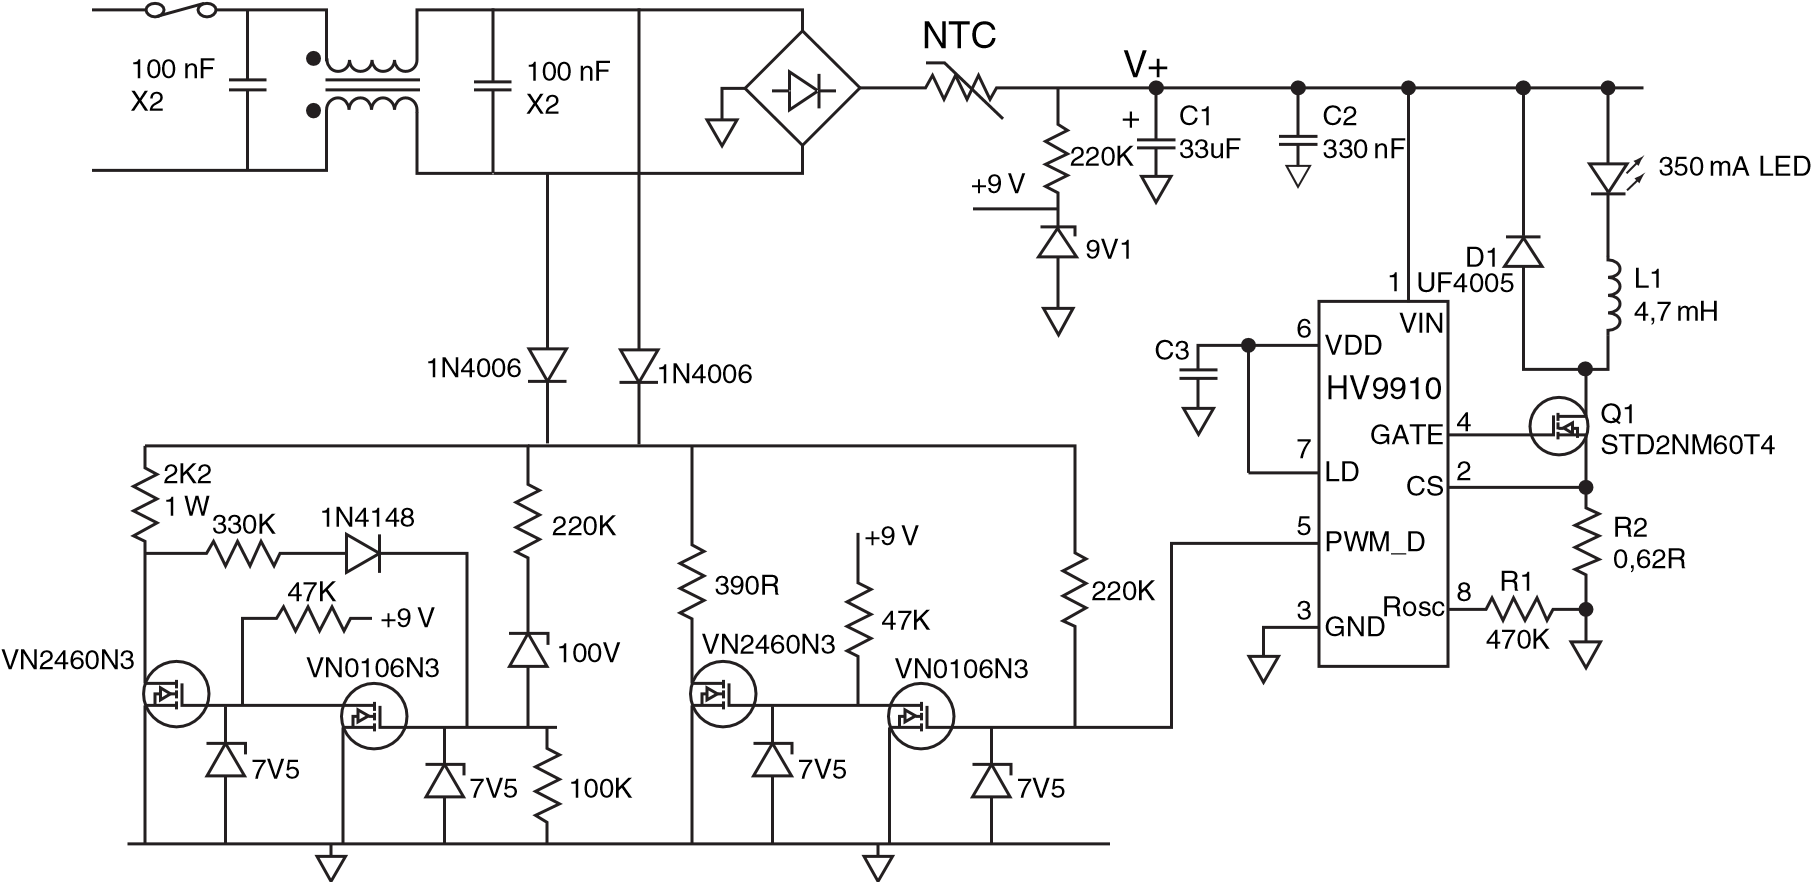 NTC
V+
100 nF
X2
100 nF
X2
+
C1
33uF
C2
330 nF
220K
+9 V
9V1
350 mA LED
D1
UF4005
L1
4,7 mH
1
VIN
6
VDD
C3
HV9910
1N4006
1N4006
Q1
STD2NM60T4
4
GATE
7
LD
2
CS
2K2
1 W
330K
1N4148
220K
+9 V
5
PWM_D
R2
0,62R
47K
+9 V
390R
47K
220K
R1
470K
8
Rosc
3
GND
VN2460N3
VN0106N3
100V
VN2460N3
VN0106N3
7V5
7V5
100K
7V5
7V5